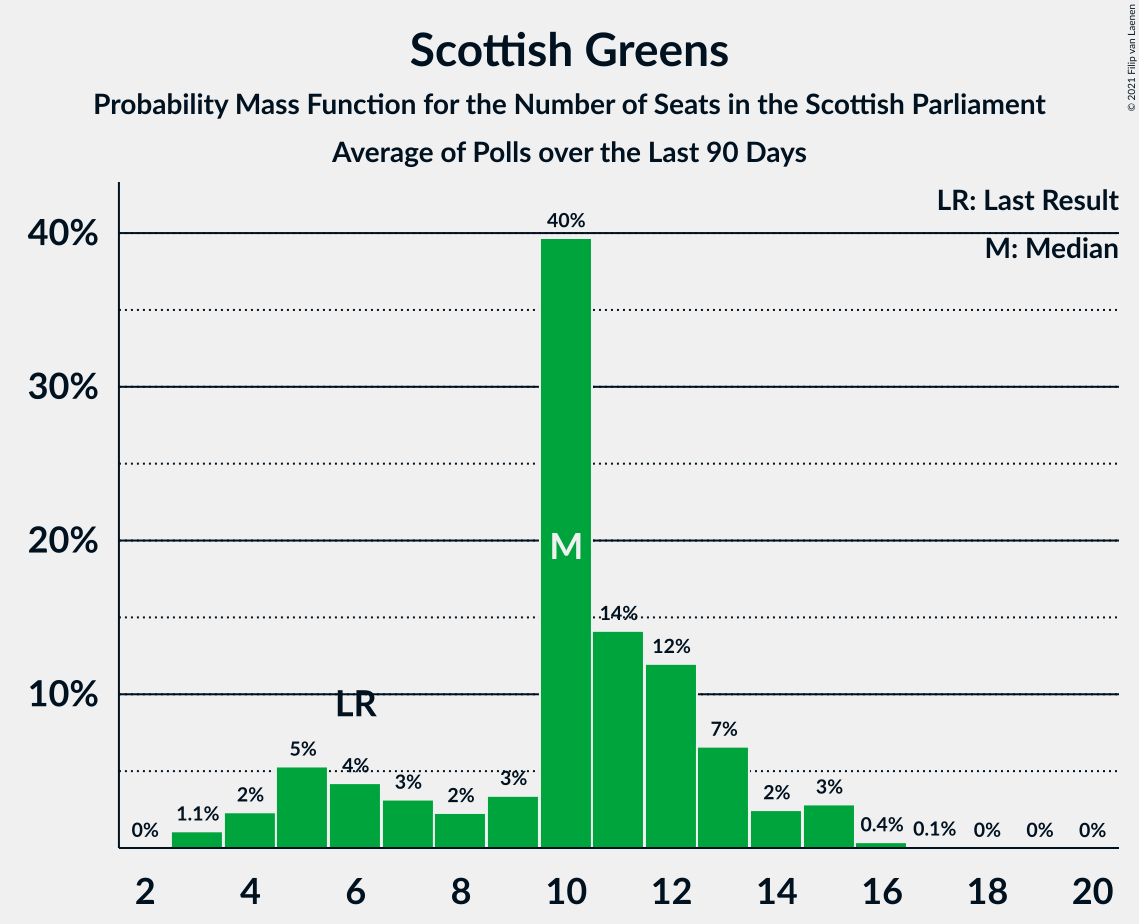 Scottish Greens
Probability Mass Function for the Number of Seats in the Scottish Parliament
Average of Polls over the Last 90 Days
© 2021 Filip van Laenen
LR: Last Result
M: Median
40%
30%
20%
10%
0%
1.1%
2%
5%
4%
3%
2%
3%
40%
14%
12%
7%
2%
3%
0.4%
0.1%
0%
0%
0%
LR
M
2 4 6 8 10 12 14 16 18 20